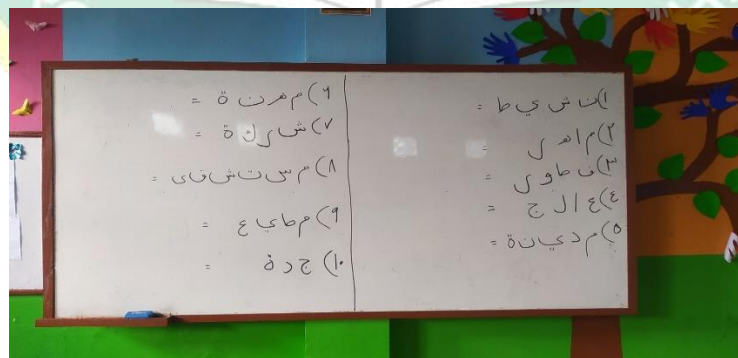 ١) ن ش ي ط =
٢) م ا ه ر =
٣) ف ط و ر =
٤) ع ا ل ج =
٥) م د ي ن ة =
٦) م ه ن ة =
٧) ش ر ك ة =
٨) م س ت ش ف ى =
٩) م ط ي ع =
١٠) ج د ة =